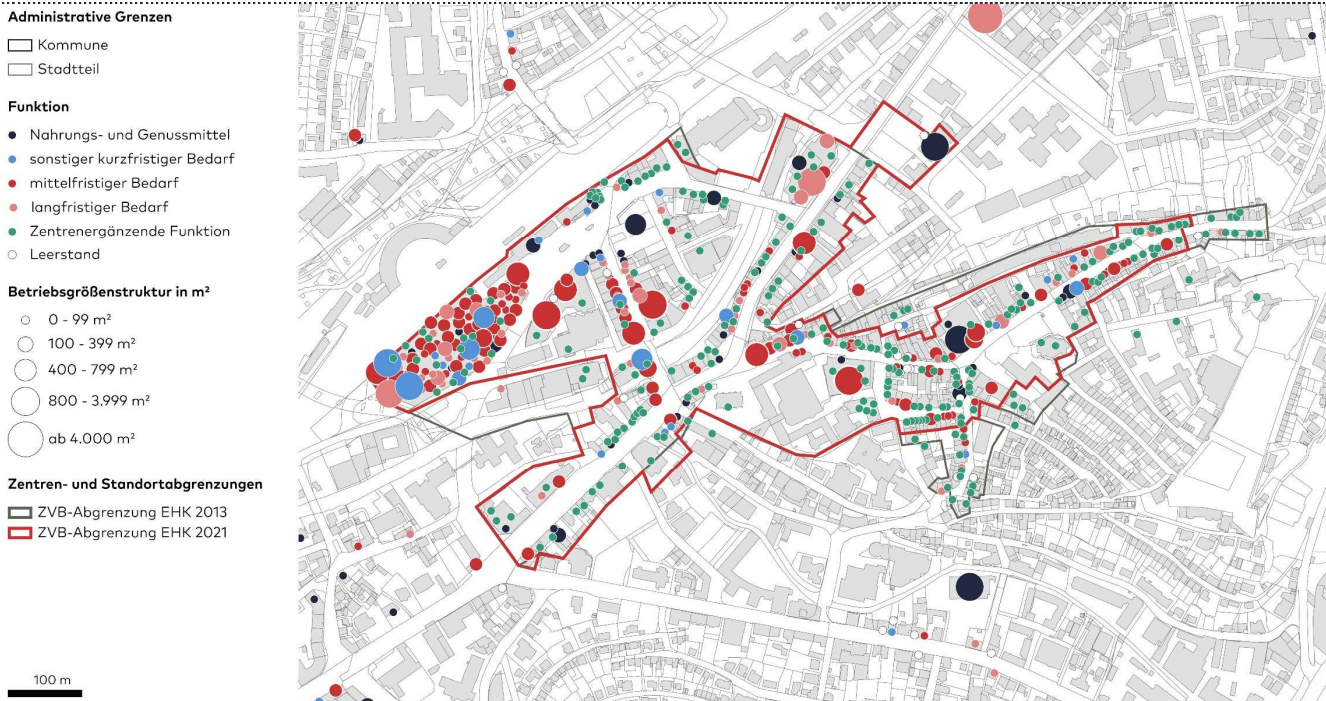 Administrative Grenzen
Kommune
Stadtteil
Funktion
Nahrungs- und Genussmittel
sonstiger kurzfristiger Bedarf
mittelfristiger Bedarf
langfristiger Bedarf
Zentrenergänzende Funktion
Leerstand
Betriebsgrößenstruktur in m²
0 - 99 m²
100 - 399 m²
400 - 799 m²
800 - 3.999 m²
ab 4.000 m²
Zentren- und Standortabgrenzungen
ZVB-Abgrenzung EHK 2013
ZVB-Abgrenzung EHK 2021
100 m